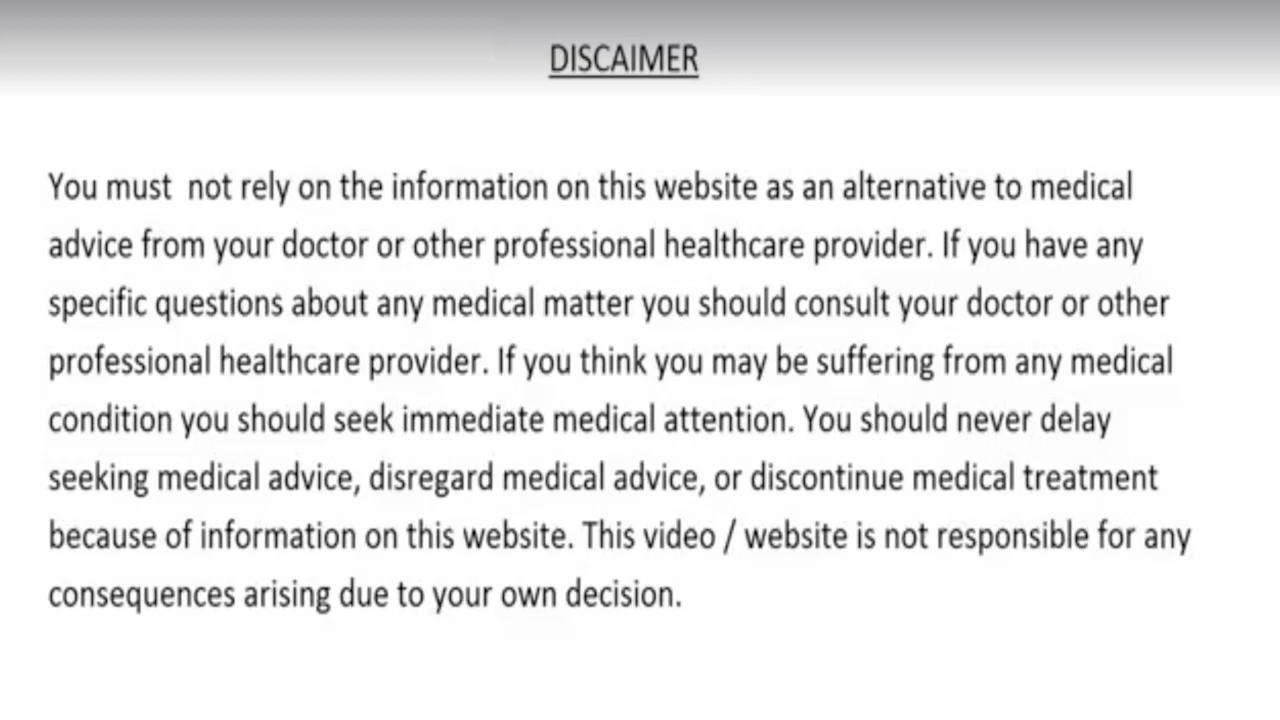 DISCAIMER
You must  not rely on the information on this website as an alternative to medical
advice from your doctor or other professional healthcare provider. If you have any
specific questions about any medical matter you should consult your doctor or other
professional healthcare provider. If you think you may be suffering from any medical
condition you should seek immediate medical attention. You should never delay
seeking medical advice, disregard medical advice, or discontinue medical treatment
because of information on this website. This video / website is not responsible for any
consequences arising due to your own decision.